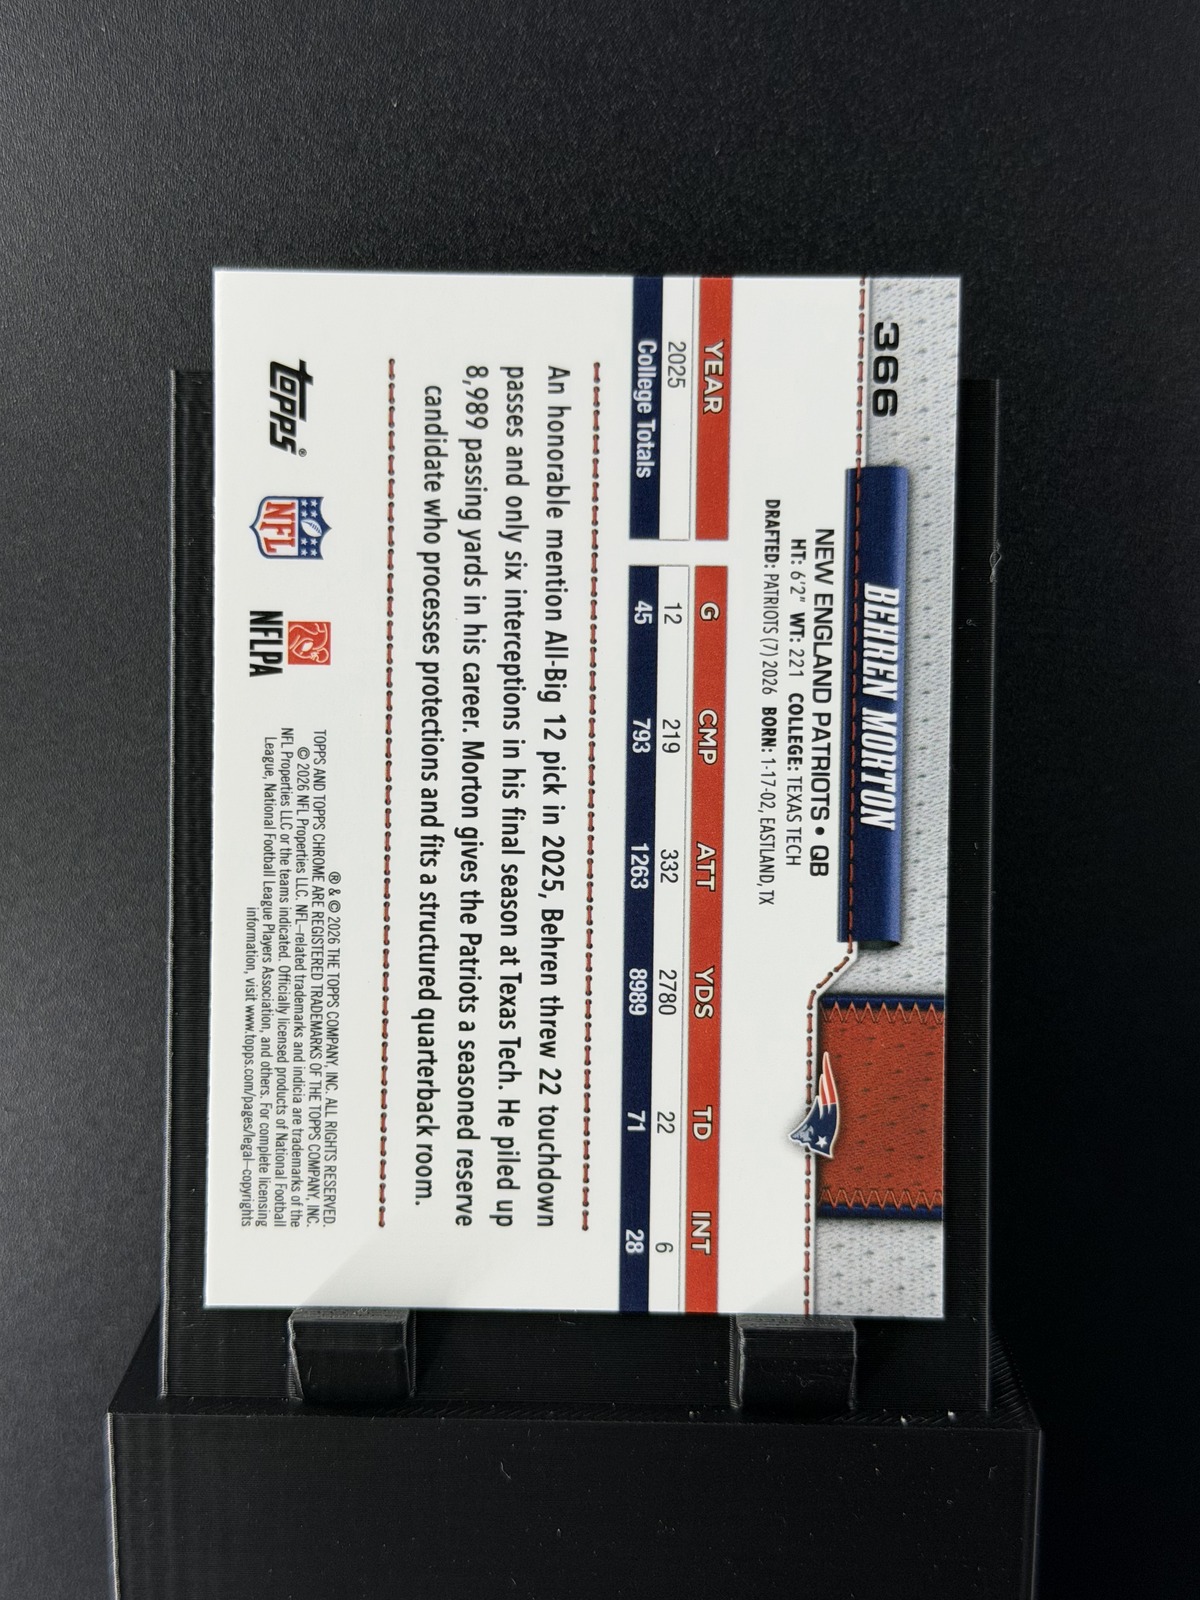 366
BEHREN MORTON
NEW ENGLAND PATRIOTS • QB
HT: 6'2" WT: 221 COLLEGE: TEXAS TECH
DRAFTED: PATRIOTS (7) 2026 BORN: 1-17-02, EASTLAND, TX
YEAR G CMP ATT YDS TD INT
2025 12 219 332 2780 22 6
College Totals 45 793 1263 8989 71 28
An honorable mention All-Big 12 pick in 2025, Behren threw 22 touchdown
passes and only six interceptions in his final season at Texas Tech. He piled up
8,989 passing yards in his career. Morton gives the Patriots a seasoned reserve
candidate who processes protections and fits a structured quarterback room.
topps®
NFL
NFLPA
® & © 2026 THE TOPPS COMPANY, INC. ALL RIGHTS RESERVED.
TOPPS AND TOPPS CHROME ARE REGISTERED TRADEMARKS OF THE TOPPS COMPANY, INC.
© 2026 NFL Properties LLC. NFL-related trademarks and indicia are trademarks of the
NFL Properties LLC or the teams indicated. Officially licensed products of National Football
League, National Football League Players Association, and others. For complete licensing
information, visit www.topps.com/pages/legal-copyrights